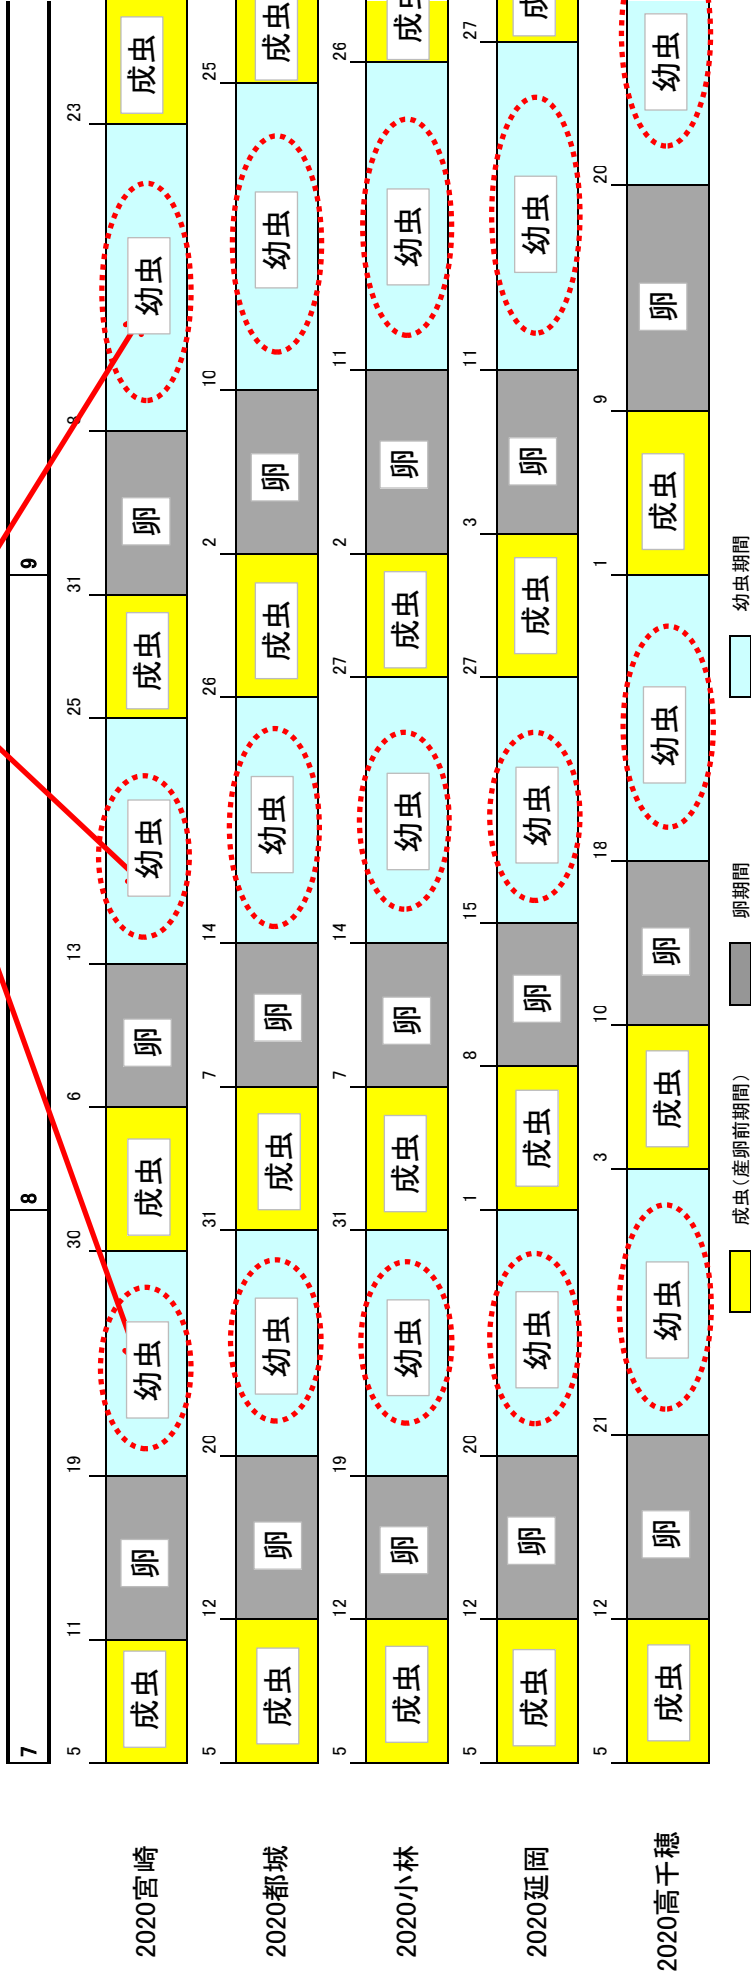 7 8 9
2020宮崎
5 11 19 30 6 13 25 31 8 23
成虫 卵 幼虫 成虫 卵 幼虫 成虫 卵 幼虫 成虫
2020都城
5 12 20 31 7 14 26 2 10 25
成虫 卵 幼虫 成虫 卵 幼虫 成虫 卵 幼虫 成虫
2020小林
5 12 19 31 7 14 27 2 11 26
成虫 卵 幼虫 成虫 卵 幼虫 成虫 卵 幼虫 成虫
2020延岡
5 12 20 1 8 15 27 3 11 27
成虫 卵 幼虫 成虫 卵 幼虫 成虫 卵 幼虫 成
2020高千穂
5 12 21 3 10 18 1 9 20
成虫 卵 幼虫 成虫 卵 幼虫 成虫 卵 幼虫
成虫(産卵前期間) 卵期間 幼虫期間